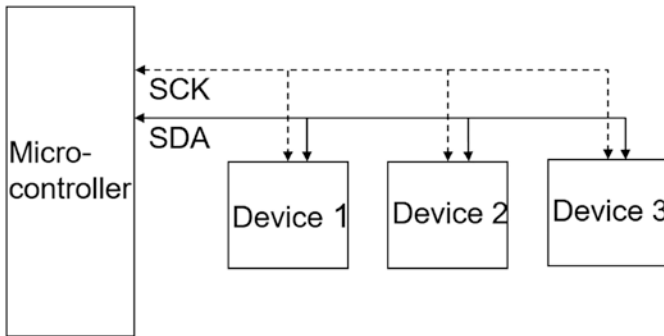 SCK
SDA
Micro-
controller
Device 1
Device 2
Device 3